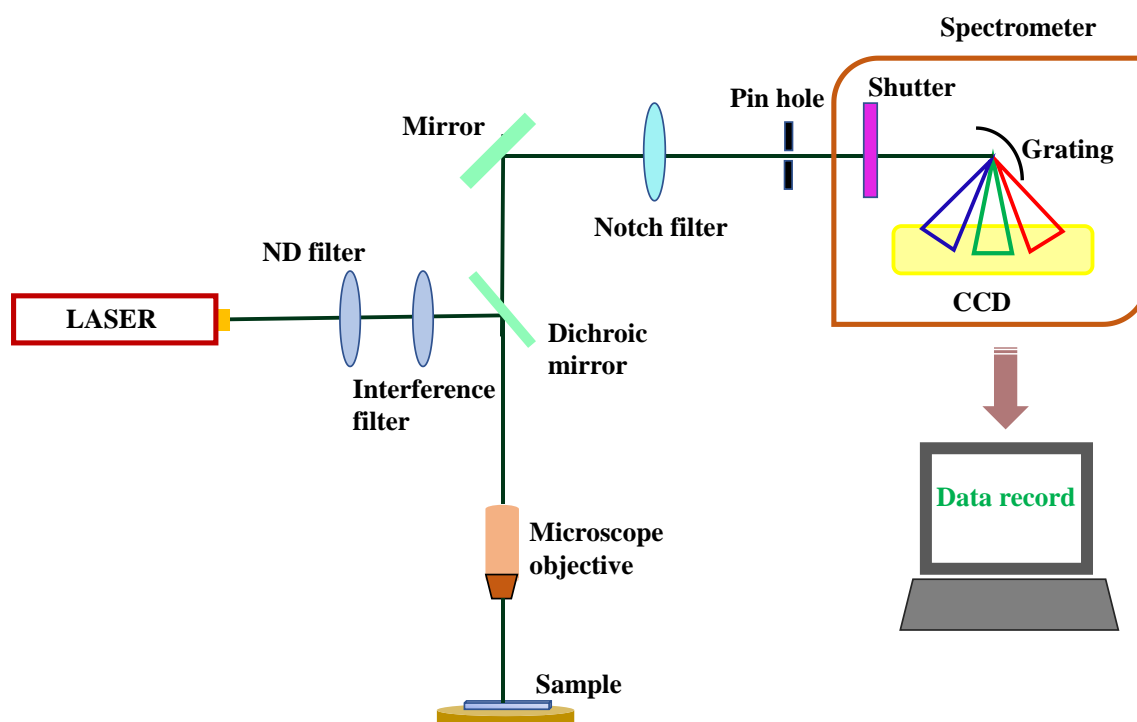 Spectrometer
Shutter
Pin hole
Mirror
Grating
Notch filter
ND filter
CCD
LASER
Dichroic
mirror
Interference
filter
Data record
Microscope
objective
Sample